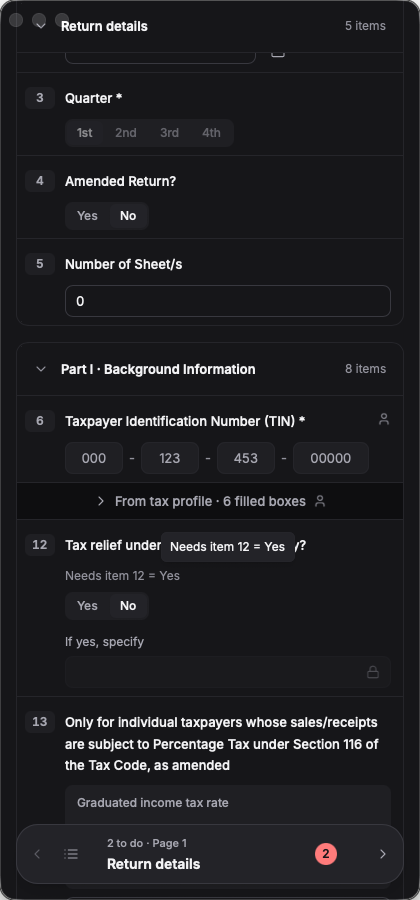 Return details
5 items
3
Quarter *
1st 2nd 3rd 4th
4
Amended Return?
Yes No
5
Number of Sheet/s
0
Part I · Background Information
8 items
6
Taxpayer Identification Number (TIN) *
000 - 123 - 453 - 00000
From tax profile · 6 filled boxes
12
Tax relief under
Needs item 12 = Yes
y?
Needs item 12 = Yes
Yes No
If yes, specify
13
Only for individual taxpayers whose sales/receipts
are subject to Percentage Tax under Section 116 of
the Tax Code, as amended
Graduated income tax rate
2 to do · Page 1
Return details
2